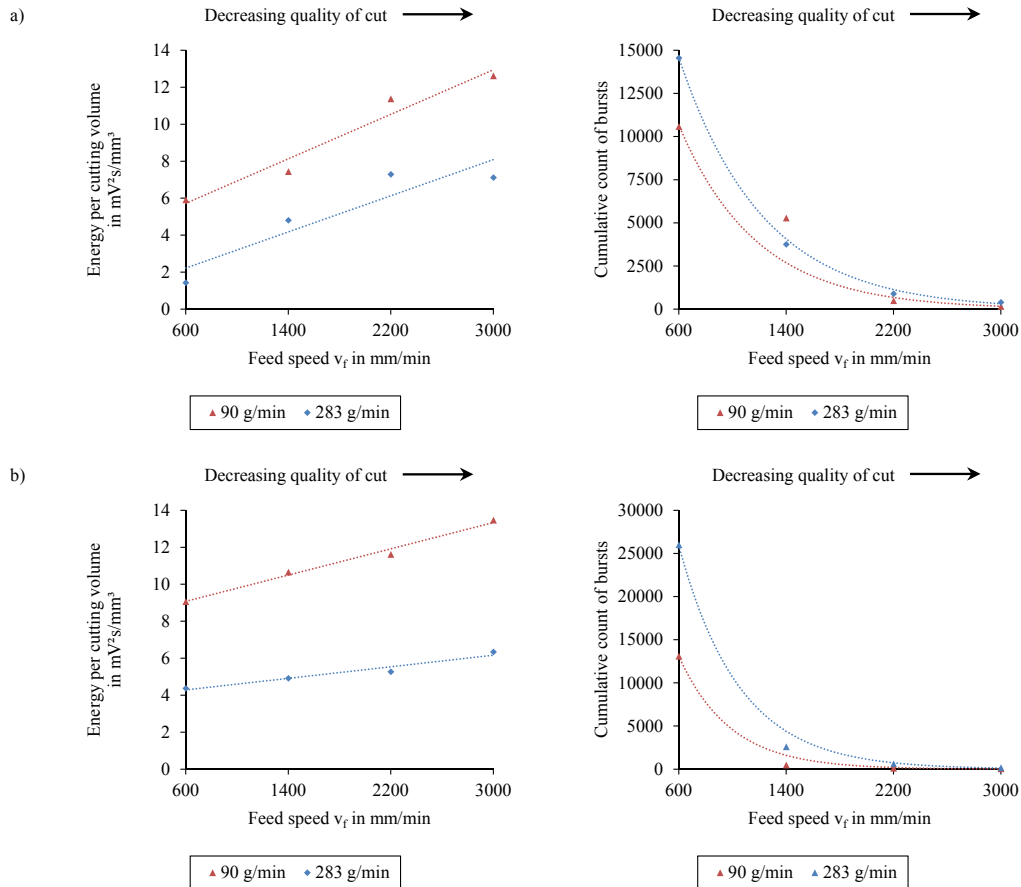 a)
Decreasing quality of cut
Energy per cutting volume
in mV²s/mm³
14
12
10
8
6
4
2
0
600
1400
2200
3000
Feed speed v_f in mm/min
90 g/min
283 g/min
Decreasing quality of cut
Cumulative count of bursts
15000
12500
10000
7500
5000
2500
0
600
1400
2200
3000
Feed speed v_f in mm/min
90 g/min
283 g/min
b)
Decreasing quality of cut
Energy per cutting volume
in mV²s/mm³
14
12
10
8
6
4
2
0
600
1400
2200
3000
Feed speed v_f in mm/min
90 g/min
283 g/min
Decreasing quality of cut
Cumulative count of bursts
30000
25000
20000
15000
10000
5000
0
600
1400
2200
3000
Feed speed v_f in mm/min
90 g/min
283 g/min